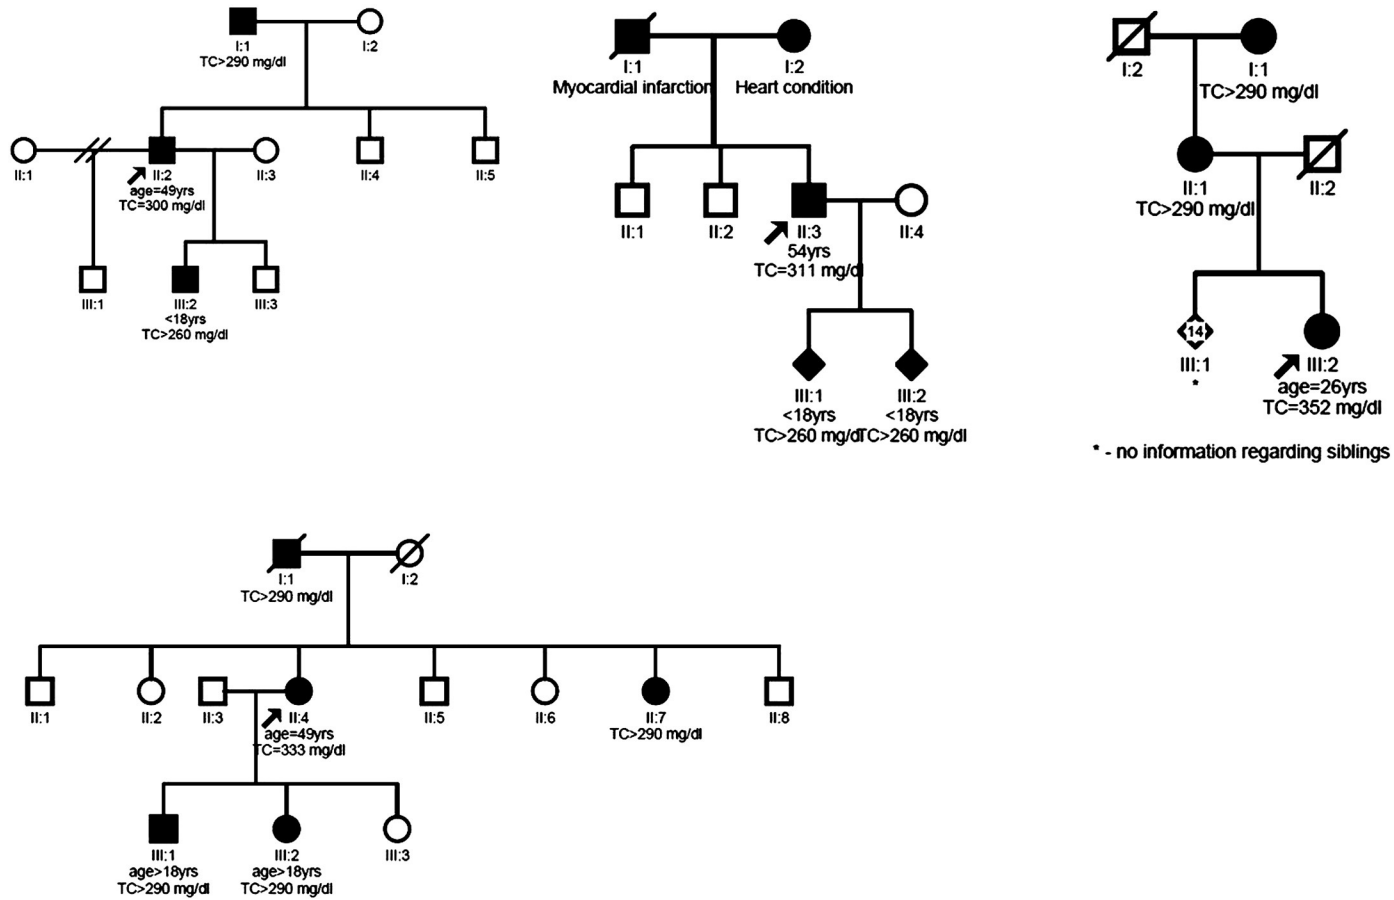 I:1
TC>290 mg/dl
I:2
II:1
II:2
age=49yrs
TC=300 mg/dl
II:3
II:4
II:5
III:1
III:2
<18yrs
TC>260 mg/dl
III:3
I:1
Myocardial infarction
I:2
Heart condition
II:1
II:2
II:3
54yrs
TC=311 mg/dl
II:4
III:1
<18yrs
TC>260 mg/dl
III:2
<18yrs
TC>260 mg/dl
I:2
I:1
TC>290 mg/dl
II:1
TC>290 mg/dl
II:2
14
III:1
*
III:2
age=26yrs
TC=352 mg/dl
* - no information regarding siblings
I:1
TC>290 mg/dl
I:2
II:1
II:2
II:3
II:4
age=49yrs
TC=333 mg/dl
II:5
II:6
II:7
TC>290 mg/dl
II:8
III:1
age>18yrs
TC>290 mg/dl
III:2
age>18yrs
TC>290 mg/dl
III:3